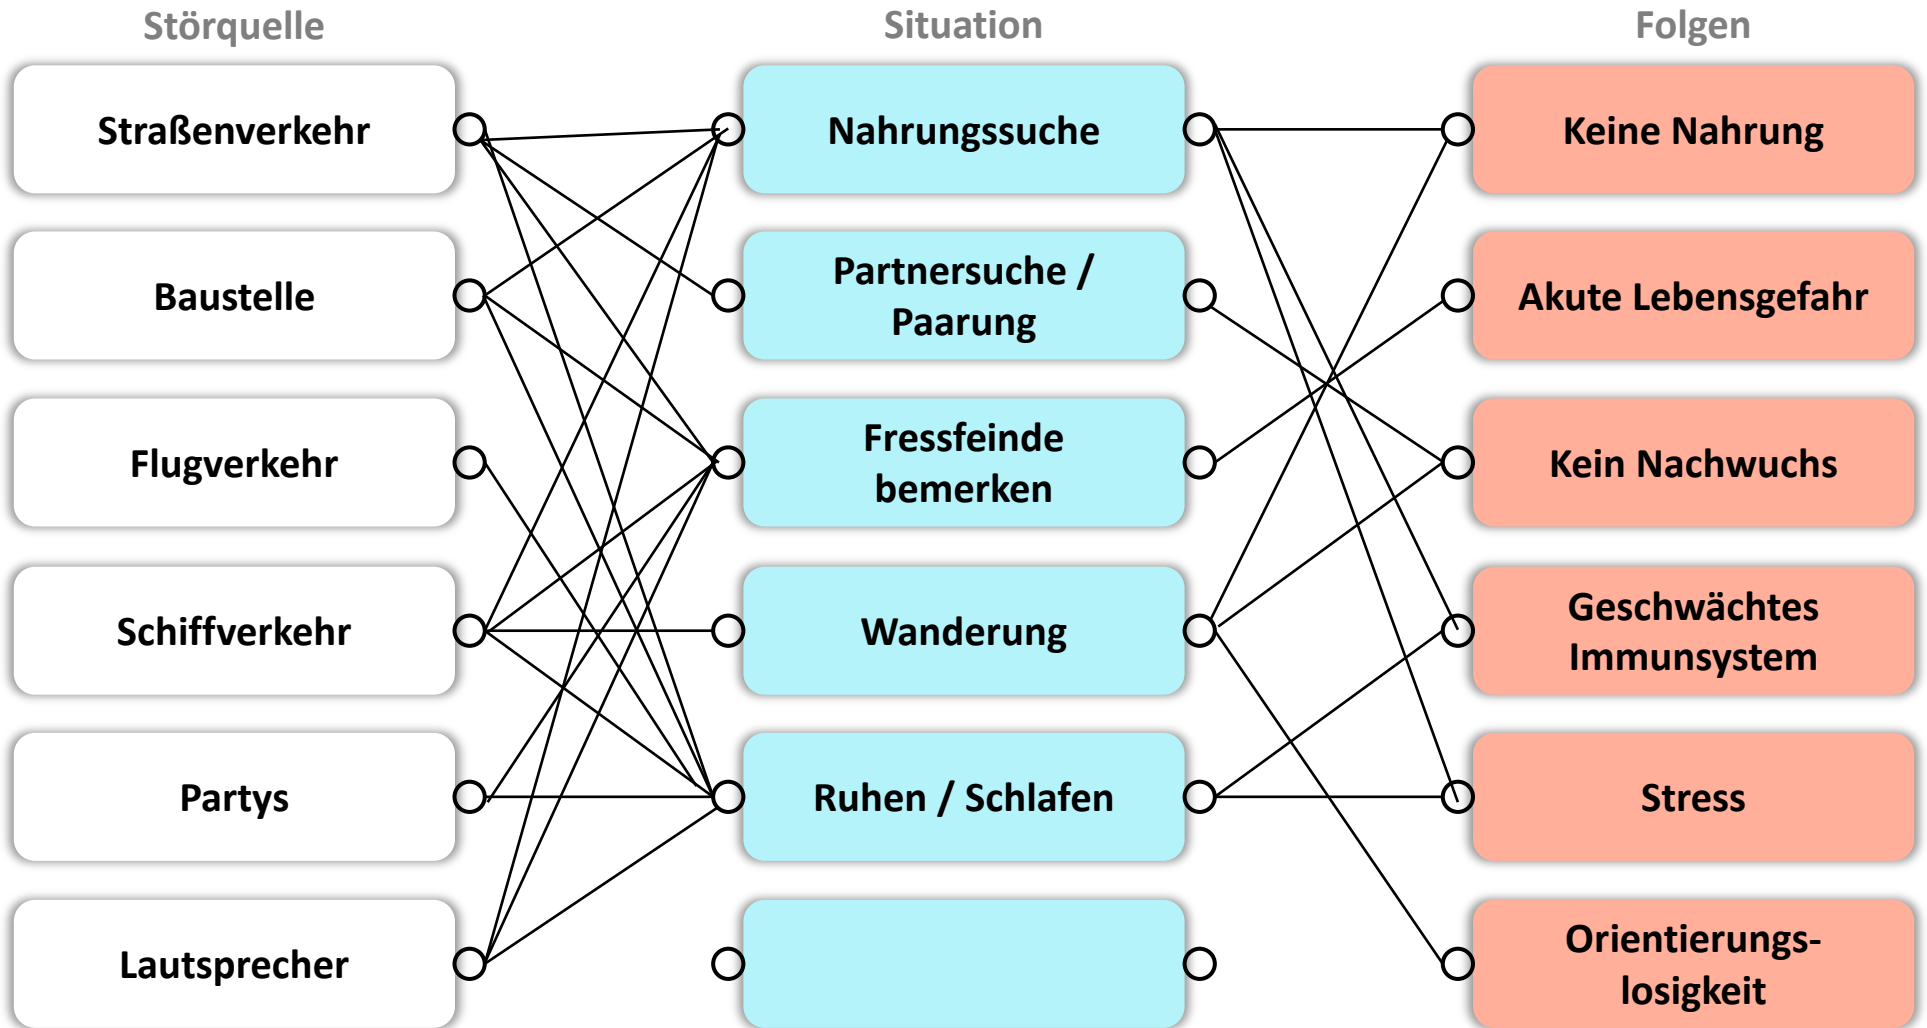 Störquelle
Situation
Folgen
Straßenverkehr
Nahrungssuche
Keine Nahrung
Baustelle
Partnersuche /
Paarung
Akute Lebensgefahr
Flugverkehr
Fressfeinde
bemerken
Kein Nachwuchs
Schiffverkehr
Wanderung
Geschwächtes
Immunsystem
Partys
Ruhen / Schlafen
Stress
Lautsprecher
Orientierungs-
losigkeit